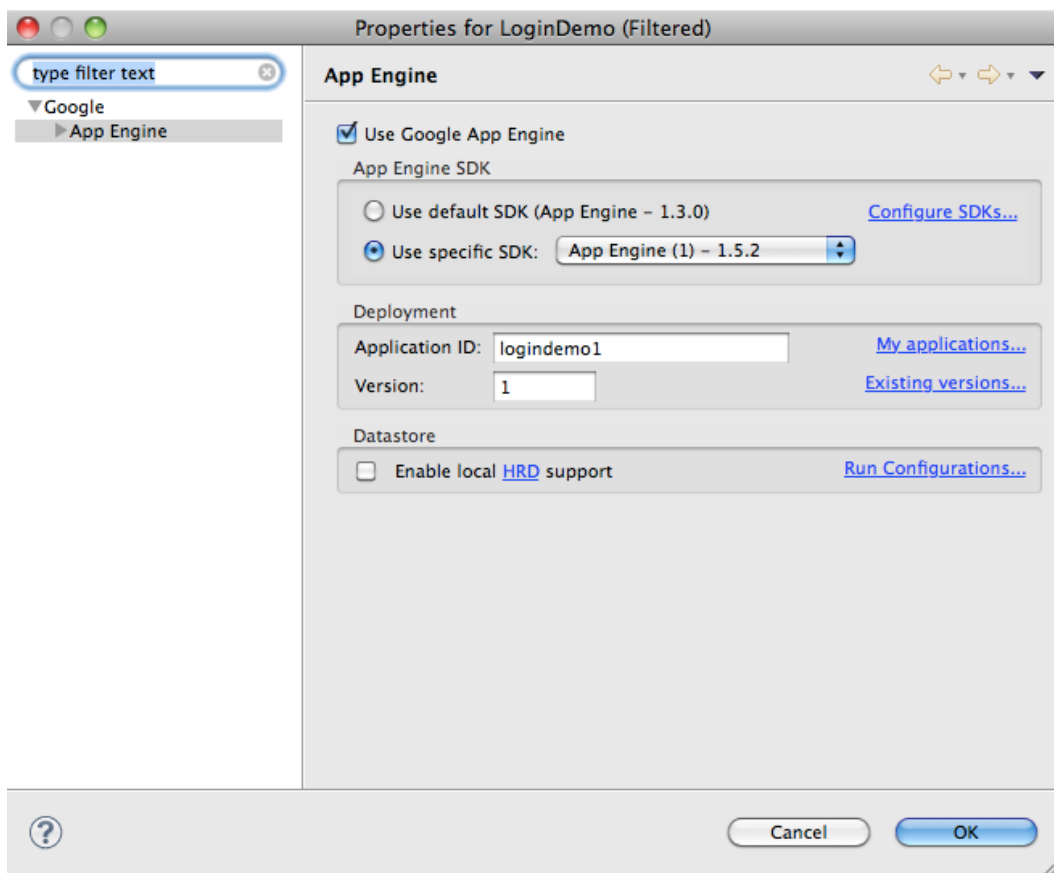 Properties for LoginDemo (Filtered)
type filter text
Google
App Engine
App Engine
Use Google App Engine
App Engine SDK
Use default SDK (App Engine – 1.3.0)
Configure SDKs...
Use specific SDK:
App Engine (1) – 1.5.2
Deployment
Application ID:
logindemo1
My applications...
Version:
1
Existing versions...
Datastore
Enable local HRD support
Run Configurations...
?
Cancel
OK